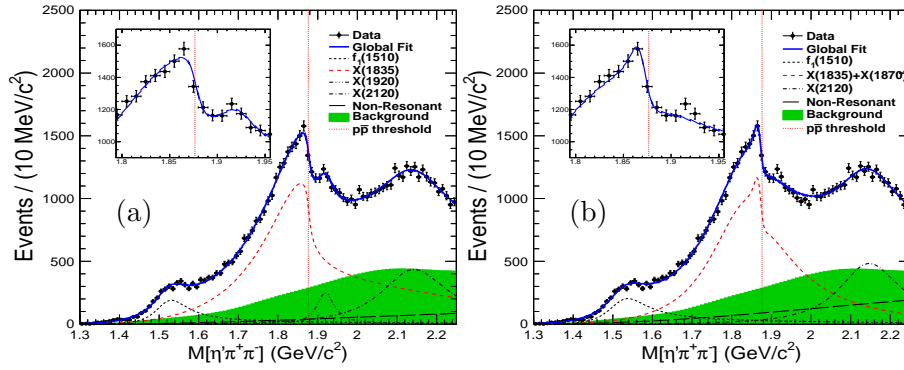 Events / (10 MeV/c²)
2500
2000
1500
1000
500
0
1600
1400
1200
1000
1.8 1.85 1.9 1.95
Data
Global Fit
f₁(1510)
X(1835)
X(1920)
X(2120)
Non-Resonant
Background
pp̅ threshold
(a)
1.3 1.4 1.5 1.6 1.7 1.8 1.9 2 2.1 2.2
M[η'π⁺π⁻] (GeV/c²)
Events / (10 MeV/c²)
2500
2000
1500
1000
500
0
1600
1400
1200
1000
1.8 1.85 1.9 1.95
Data
Global Fit
f₁(1510)
X(1835)+X(1870)
X(2120)
Non-Resonant
Background
pp̅ threshold
(b)
1.3 1.4 1.5 1.6 1.7 1.8 1.9 2 2.1 2.2
M[η'π⁺π⁻] (GeV/c²)